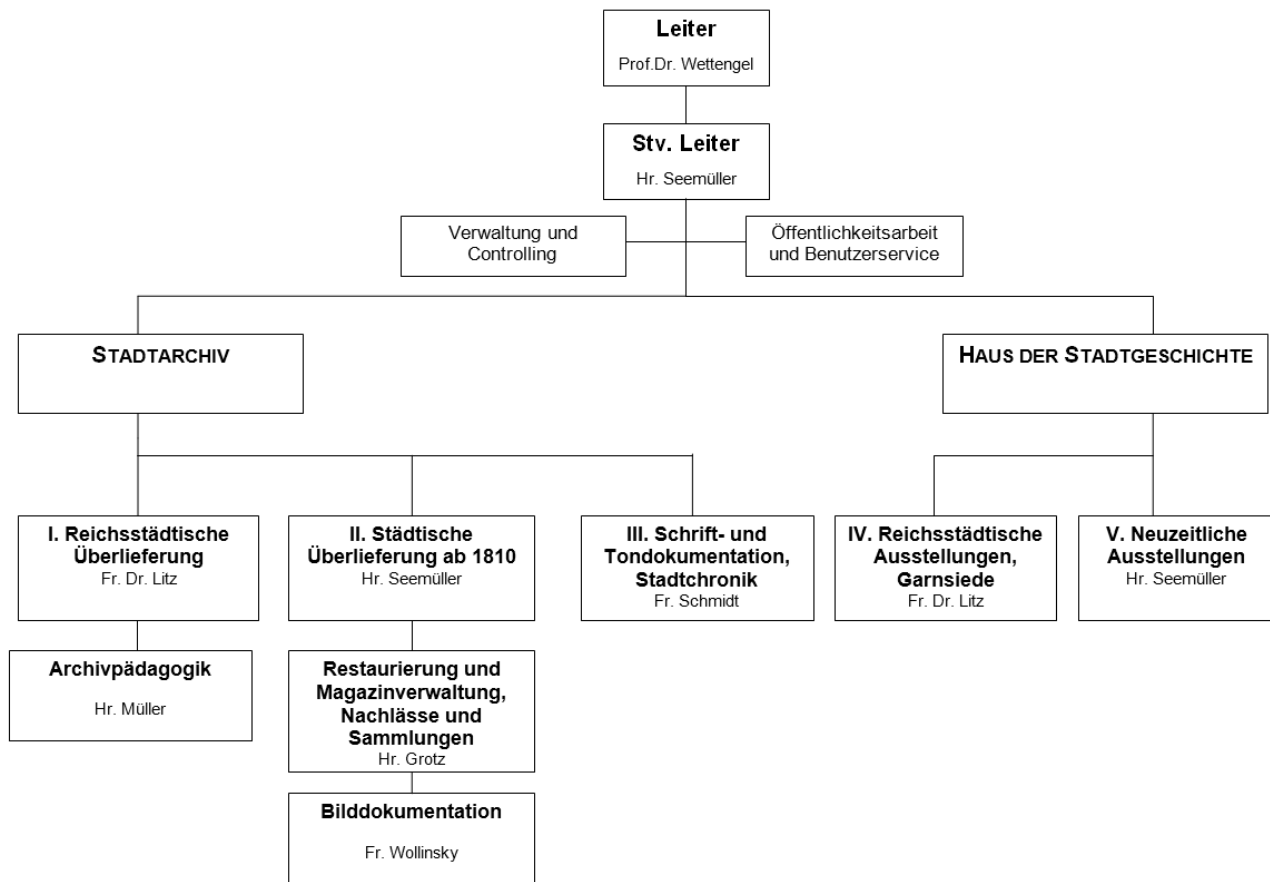 Leiter
Prof.Dr. Wettengel
Stv. Leiter
Hr. Seemüller
Verwaltung und
Controlling
Öffentlichkeitsarbeit
und Benutzerservice
STADTARCHIV
HAUS DER STADTGESCHICHTE
I. Reichsstädtische
Überlieferung
Fr. Dr. Litz
II. Städtische
Überlieferung ab 1810
Hr. Seemüller
III. Schrift- und
Tondokumentation,
Stadtchronik
Fr. Schmidt
IV. Reichsstädtische
Ausstellungen,
Garnsiede
Fr. Dr. Litz
V. Neuzeitliche
Ausstellungen
Hr. Seemüller
Archivpädagogik
Hr. Müller
Restaurierung und
Magazinverwaltung,
Nachlässe und
Sammlungen
Hr. Grotz
Bilddokumentation
Fr. Wollinsky